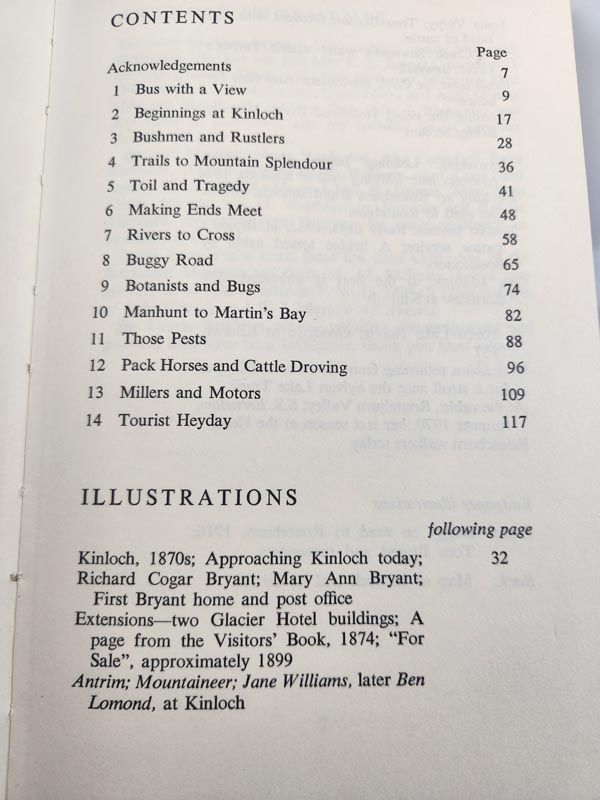 CONTENTS
Page
Acknowledgements 7
1 Bus with a View 9
2 Beginnings at Kinloch 17
3 Bushmen and Rustlers 28
4 Trails to Mountain Splendour 36
5 Toil and Tragedy 41
6 Making Ends Meet 48
7 Rivers to Cross 58
8 Buggy Road 65
9 Botanists and Bugs 74
10 Manhunt to Martin's Bay 82
11 Those Pests 88
12 Pack Horses and Cattle Droving 96
13 Millers and Motors 109
14 Tourist Heyday 117
ILLUSTRATIONS
following page
Kinloch, 1870s; Approaching Kinloch today; 32
Richard Cogar Bryant; Mary Ann Bryant;
First Bryant home and post office
Extensions—two Glacier Hotel buildings; A
page from the Visitors' Book, 1874; "For
Sale", approximately 1899
Antrim; Mountaineer; Jane Williams, later Ben
Lomond, at Kinloch